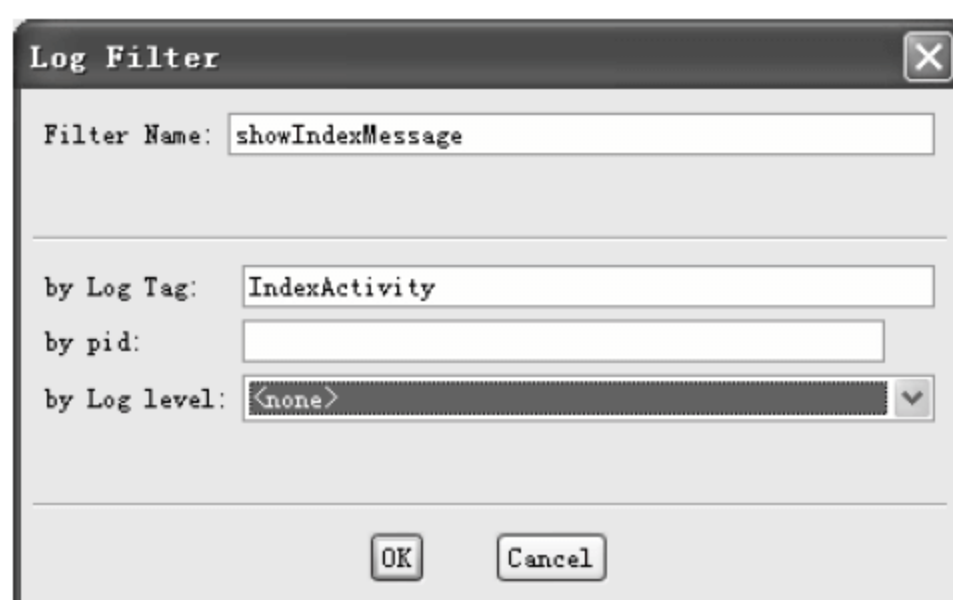 Log Filter
Filter Name: showIndexMessage
by Log Tag: IndexActivity
by pid:
by Log level: <none>
OK Cancel